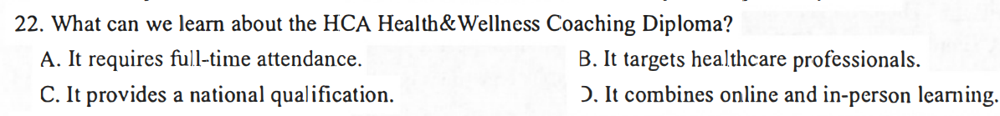 22. What can we learn about the HCA Health&Wellness Coaching Diploma?
A. It requires full-time attendance. B. It targets healthcare professionals.
C. It provides a national qualification. D. It combines online and in-person learning.